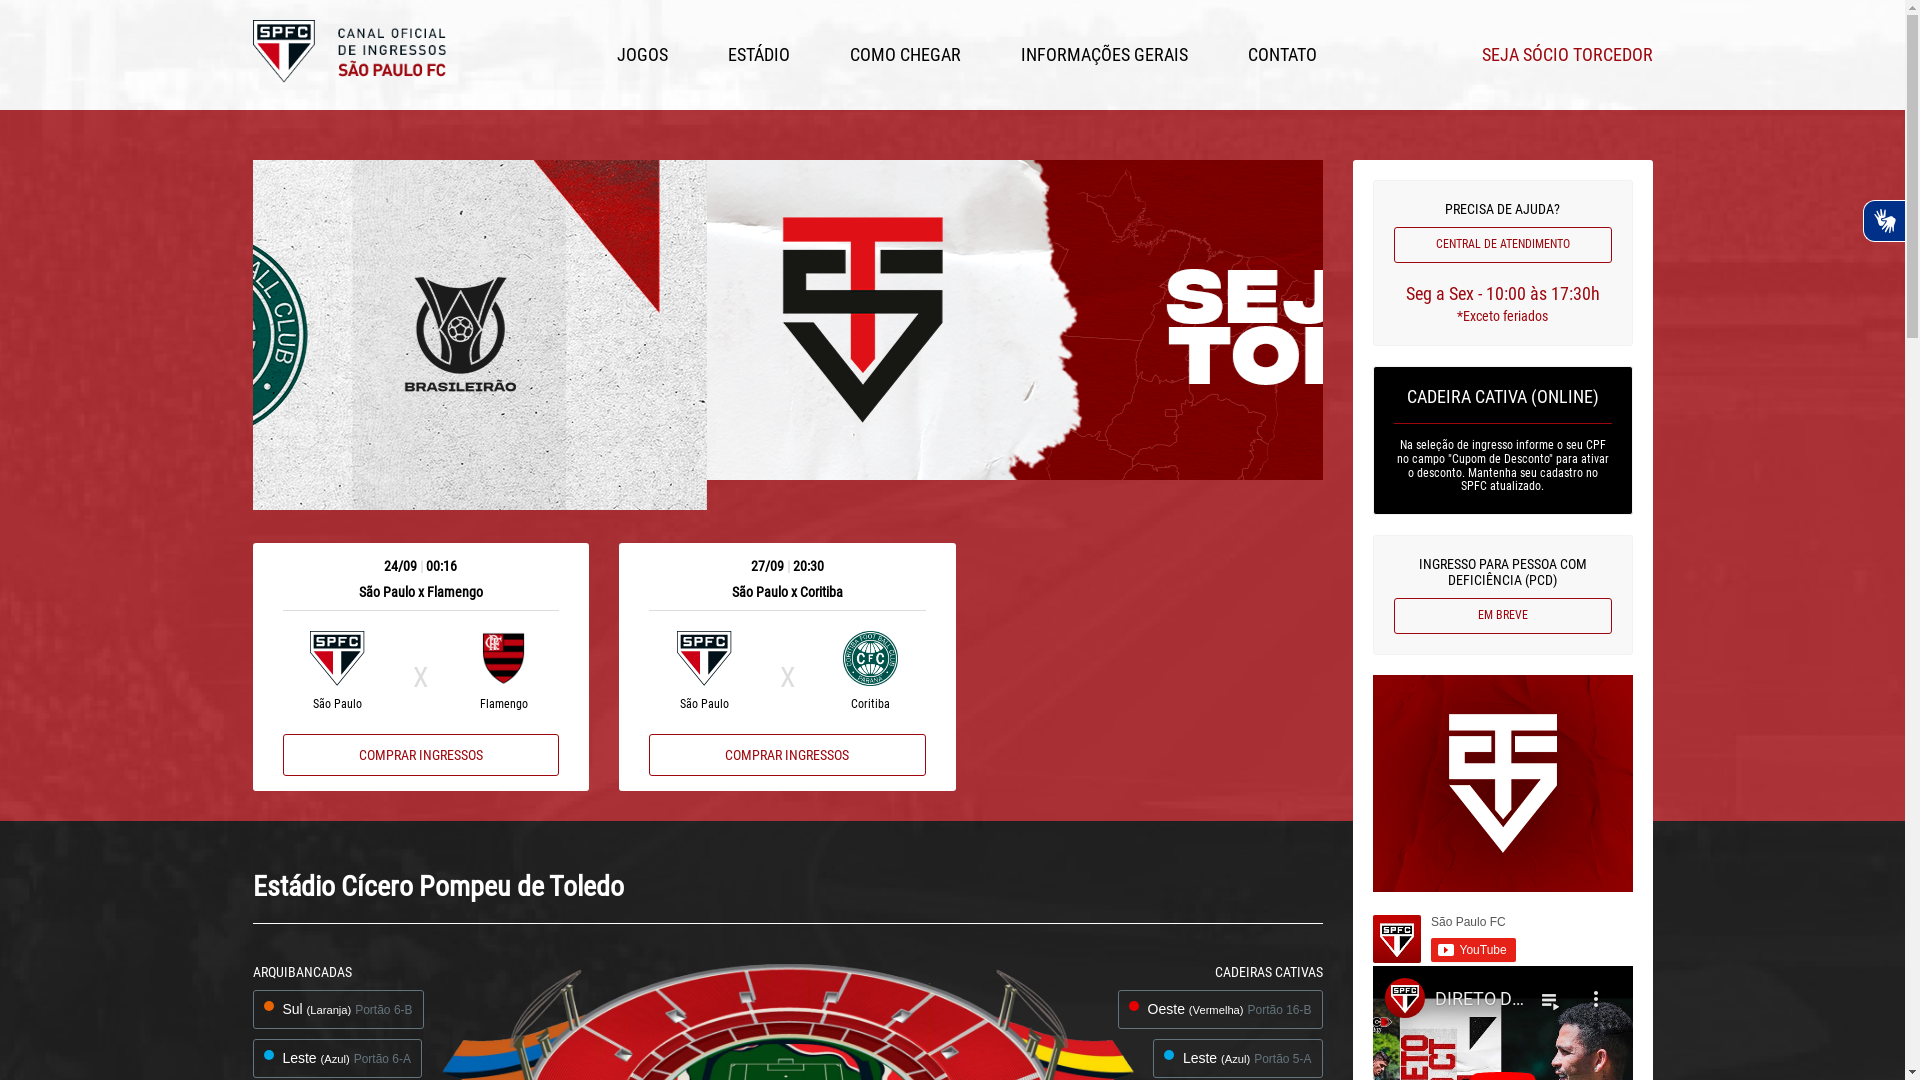 SPFC
CANAL OFICIAL
DE INGRESSOS
SÃO PAULO FC
JOGOS
ESTÁDIO
COMO CHEGAR
INFORMAÇÕES GERAIS
CONTATO
SEJA SÓCIO TORCEDOR
BRASILEIRÃO
PRECISA DE AJUDA?
CENTRAL DE ATENDIMENTO
Seg a Sex - 10:00 às 17:30h
*Exceto feriados
CADEIRA CATIVA (ONLINE)
Na seleção de ingresso informe o seu CPF
no campo "Cupom de Desconto" para ativar
o desconto. Mantenha seu cadastro no
SPFC atualizado.
INGRESSO PARA PESSOA COM
DEFICIÊNCIA (PCD)
EM BREVE
24/09 | 00:16
São Paulo x Flamengo
SPFC
X
São Paulo
Flamengo
COMPRAR INGRESSOS
27/09 | 20:30
São Paulo x Coritiba
SPFC
X
CFC
São Paulo
Coritiba
COMPRAR INGRESSOS
Estádio Cícero Pompeu de Toledo
ARQUIBANCADAS
Sul (Laranja) Portão 6-B
Leste (Azul) Portão 6-A
CADEIRAS CATIVAS
Oeste (Vermelha) Portão 16-B
Leste (Azul) Portão 5-A
SPFC
São Paulo FC
YouTube
SPFC
DIRETO D...